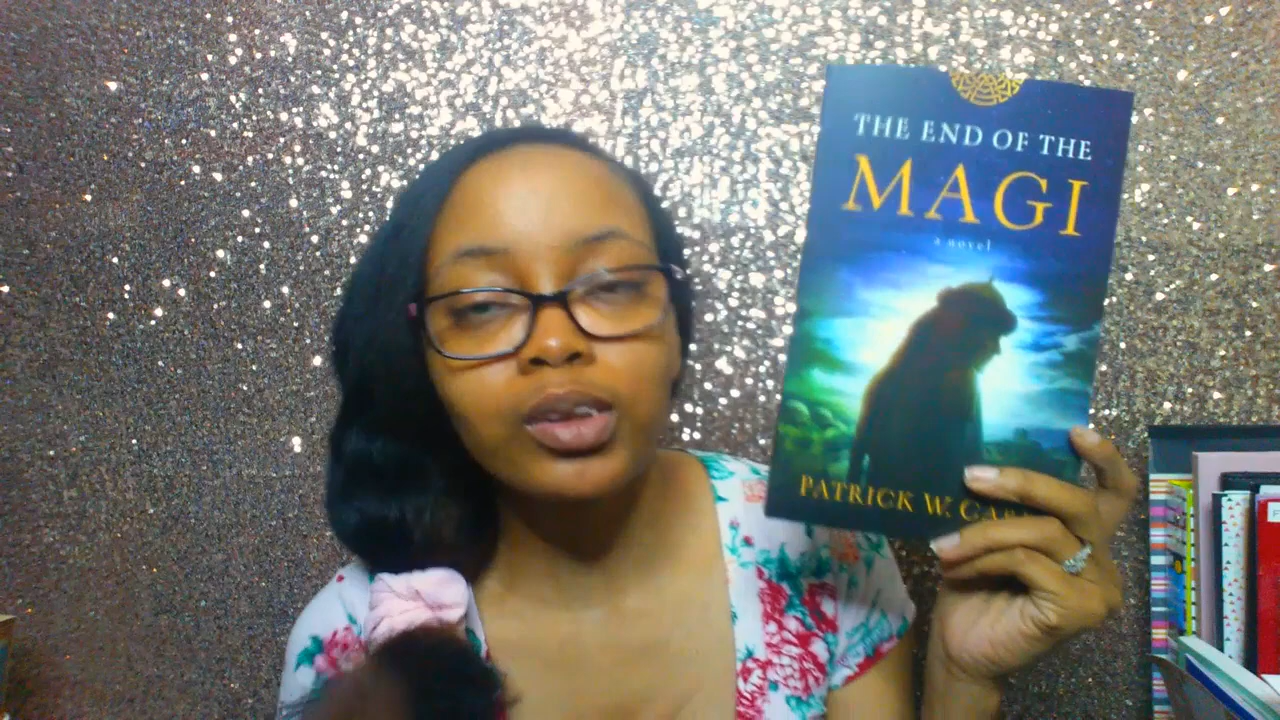 THE END OF THE
MAGI
a novel
PATRICK W.